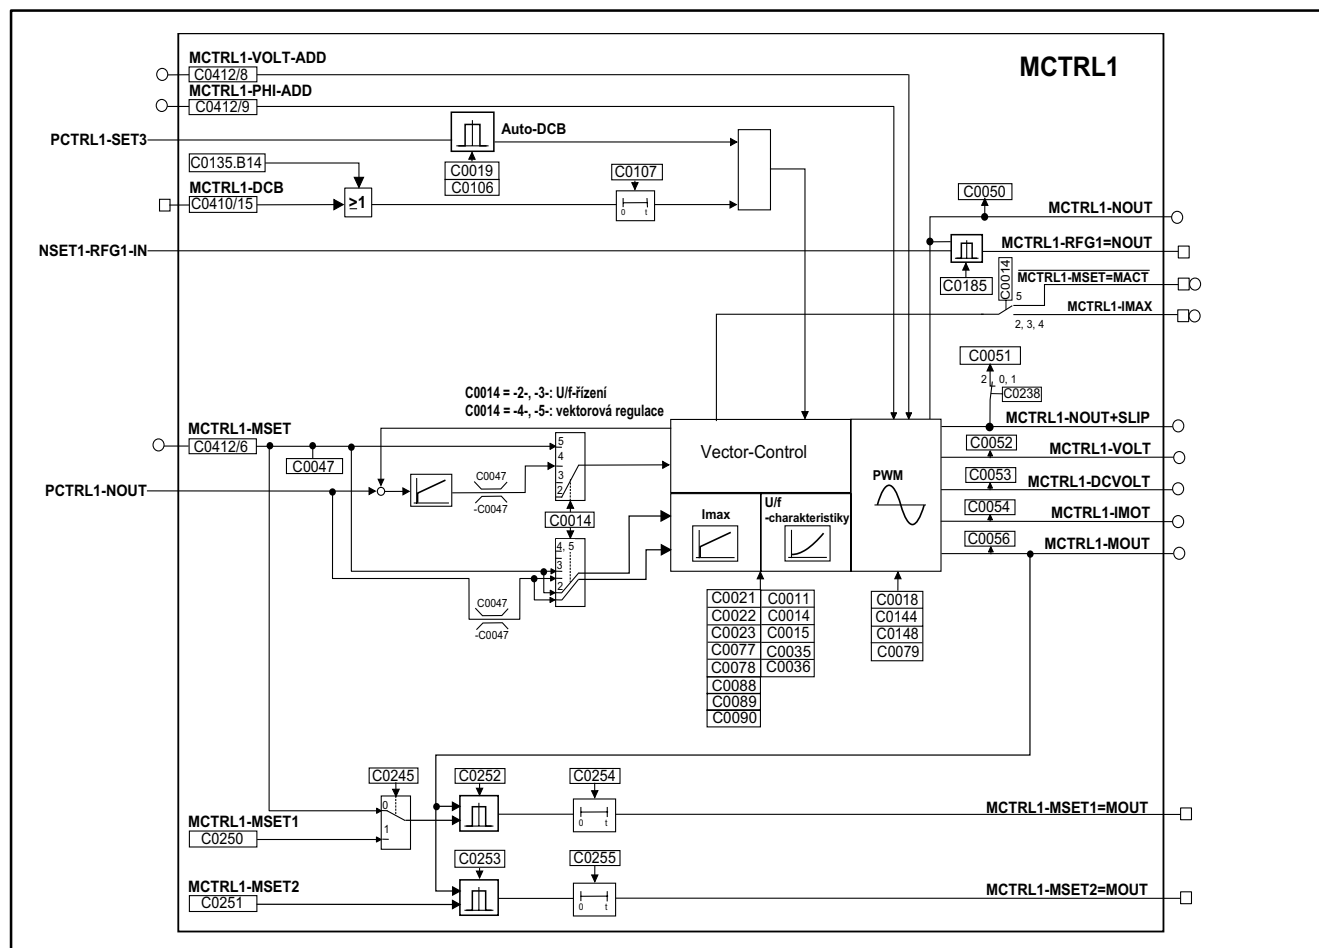 MCTRL1-VOLT-ADD
C0412/8
MCTRL1
MCTRL1-PHI-ADD
C0412/9
PCTRL1-SET3
Auto-DCB
C0135.B14
C0019
C0106
C0107
MCTRL1-DCB
C0410/15
≥1
0 t
C0050
MCTRL1-NOUT
NSET1-RFG1-IN
MCTRL1-RFG1=NOUT
C0185
C0014
MCTRL1-MSET=MACT
5
MCTRL1-IMAX
2, 3, 4
C0051
2 0, 1
C0238
C0014 = -2-, -3-: U/f-řízení
C0014 = -4-, -5-: vektorová regulace
MCTRL1-NOUT+SLIP
MCTRL1-MSET
C0412/6
C0047
5
4
3
2
Vector-Control
C0052
MCTRL1-VOLT
PCTRL1-NOUT
C0047
-C0047
PWM
C0053
MCTRL1-DCVOLT
C0014
Imax
U/f
-charakteristiky
C0054
MCTRL1-IMOT
C0056
MCTRL1-MOUT
4, 5
3
2
C0047
-C0047
C0021 C0011
C0022 C0014
C0023 C0015
C0077 C0035
C0078 C0036
C0088
C0089
C0090
C0018
C0144
C0148
C0079
C0245
C0252
C0254
0
1
0 t
MCTRL1-MSET1=MOUT
MCTRL1-MSET1
C0250
C0253
C0255
MCTRL1-MSET2
C0251
0 t
MCTRL1-MSET2=MOUT